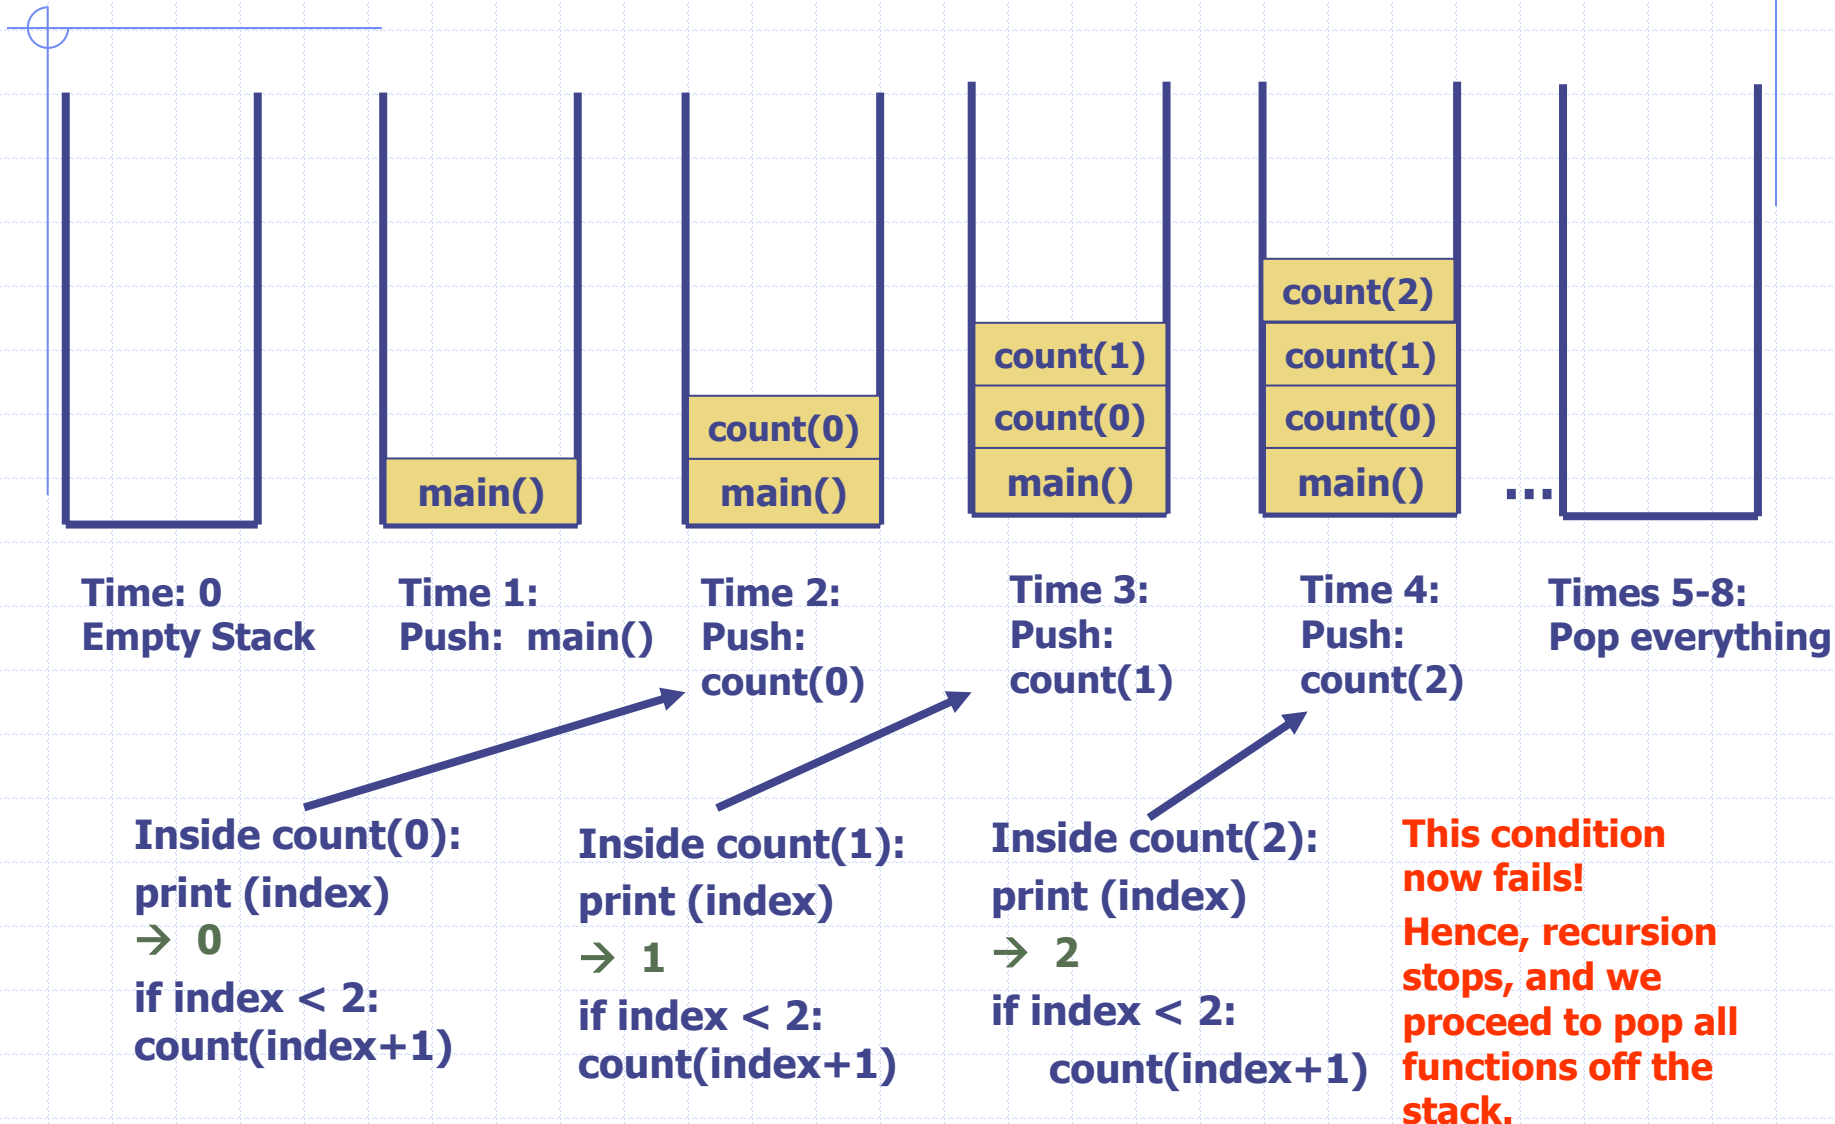 main()
count(0)
main()
count(1)
count(0)
main()
count(2)
count(1)
count(0)
main()
...
Time: 0
Empty Stack
Time 1:
Push:  main()
Time 2:
Push:
count(0)
Time 3:
Push:
count(1)
Time 4:
Push:
count(2)
Times 5-8:
Pop everything
Inside count(0):
print (index)
→ 0
if index < 2:
count(index+1)
Inside count(1):
print (index)
→ 1
if index < 2:
count(index+1)
Inside count(2):
print (index)
→ 2
if index < 2:
count(index+1)
This condition
now fails!
Hence, recursion
stops, and we
proceed to pop all
functions off the
stack.